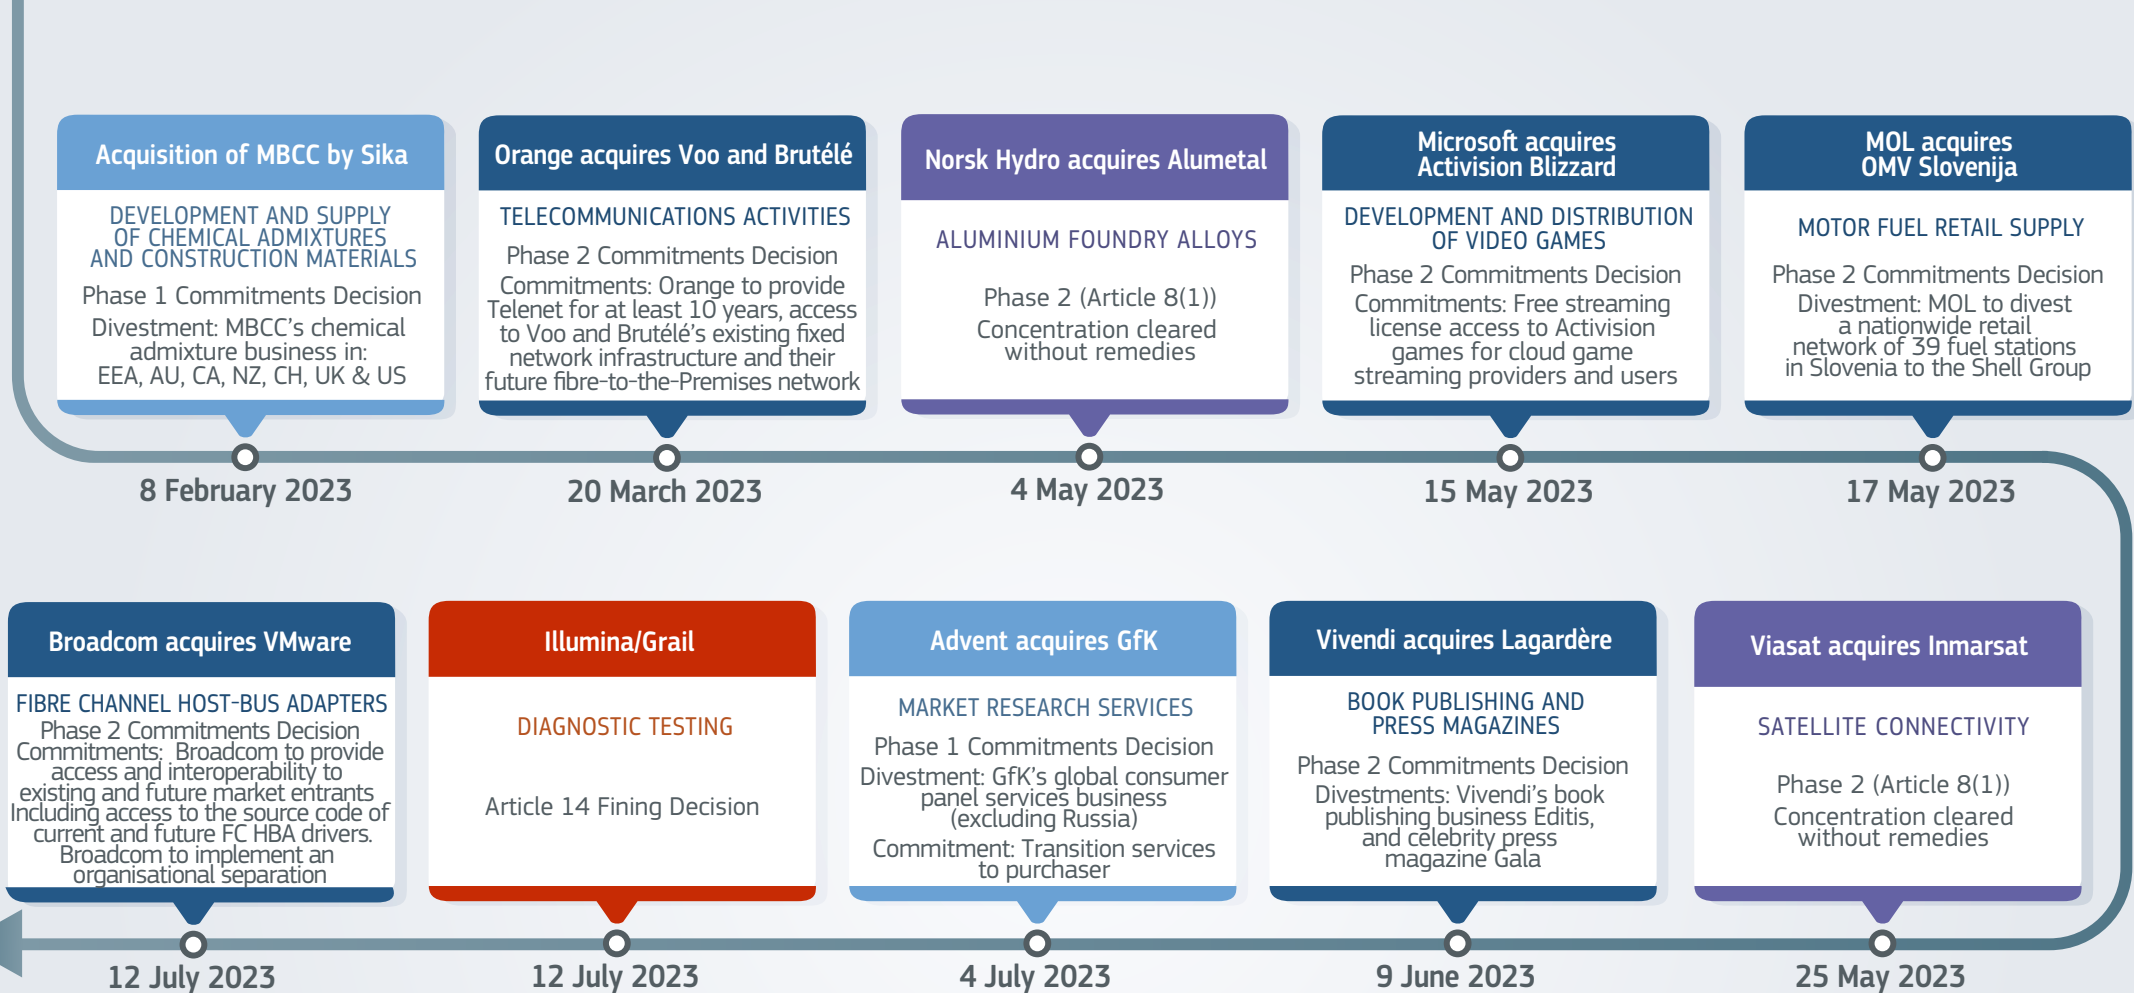 Acquisition of MBCC by Sika
DEVELOPMENT AND SUPPLY
OF CHEMICAL ADMIXTURES
AND CONSTRUCTION MATERIALS
Phase 1 Commitments Decision
Divestment: MBCC's chemical
admixture business in:
EEA, AU, CA, NZ, CH, UK & US
8 February 2023
Orange acquires Voo and Brutélé
TELECOMMUNICATIONS ACTIVITIES
Phase 2 Commitments Decision
Commitments: Orange to provide
Telenet for at least 10 years, access
to Voo and Brutélé's existing fixed
network infrastructure and their
future fibre-to-the-Premises network
20 March 2023
Norsk Hydro acquires Alumetal
ALUMINIUM FOUNDRY ALLOYS
Phase 2 (Article 8(1))
Concentration cleared
without remedies
4 May 2023
Microsoft acquires
Activision Blizzard
DEVELOPMENT AND DISTRIBUTION
OF VIDEO GAMES
Phase 2 Commitments Decision
Commitments: Free streaming
license access to Activision
games for cloud game
streaming providers and users
15 May 2023
MOL acquires
OMV Slovenija
MOTOR FUEL RETAIL SUPPLY
Phase 2 Commitments Decision
Divestment: MOL to divest
a nationwide retail
network of 39 fuel stations
in Slovenia to the Shell Group
17 May 2023
Broadcom acquires VMware
FIBRE CHANNEL HOST-BUS ADAPTERS
Phase 2 Commitments Decision
Commitments: Broadcom to provide
access and interoperability to
existing and future market entrants
Including access to the source code of
current and future FC HBA drivers.
Broadcom to implement an
organisational separation
12 July 2023
Illumina/Grail
DIAGNOSTIC TESTING
Article 14 Fining Decision
12 July 2023
Advent acquires GfK
MARKET RESEARCH SERVICES
Phase 1 Commitments Decision
Divestment: GfK's global consumer
panel services business
(excluding Russia)
Commitment: Transition services
to purchaser
4 July 2023
Vivendi acquires Lagardère
BOOK PUBLISHING AND
PRESS MAGAZINES
Phase 2 Commitments Decision
Divestments: Vivendi's book
publishing business Editis,
and celebrity press
magazine Gala
9 June 2023
Viasat acquires Inmarsat
SATELLITE CONNECTIVITY
Phase 2 (Article 8(1))
Concentration cleared
without remedies
25 May 2023